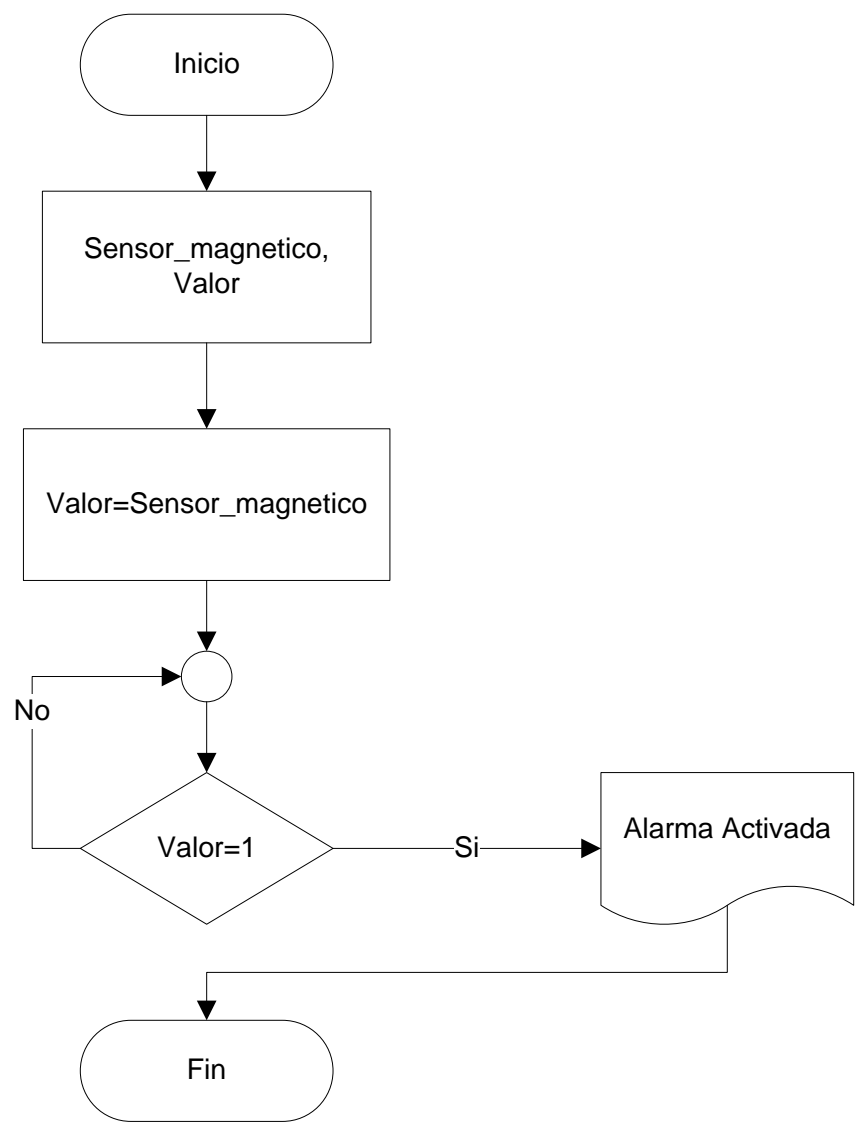 Inicio
Sensor_magnetico,
Valor
Valor=Sensor_magnetico
No
Valor=1
Si
Alarma Activada
Fin